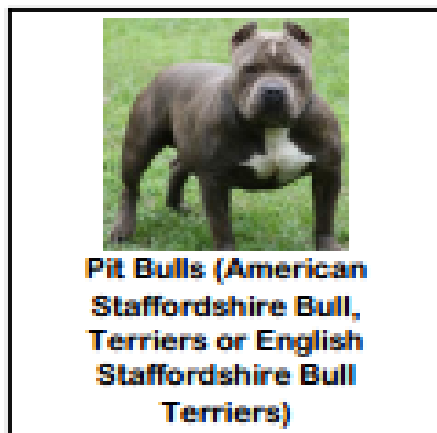 Pit Bulls (American
Staffordshire Bull,
Terriers or English
Staffordshire Bull
Terriers)